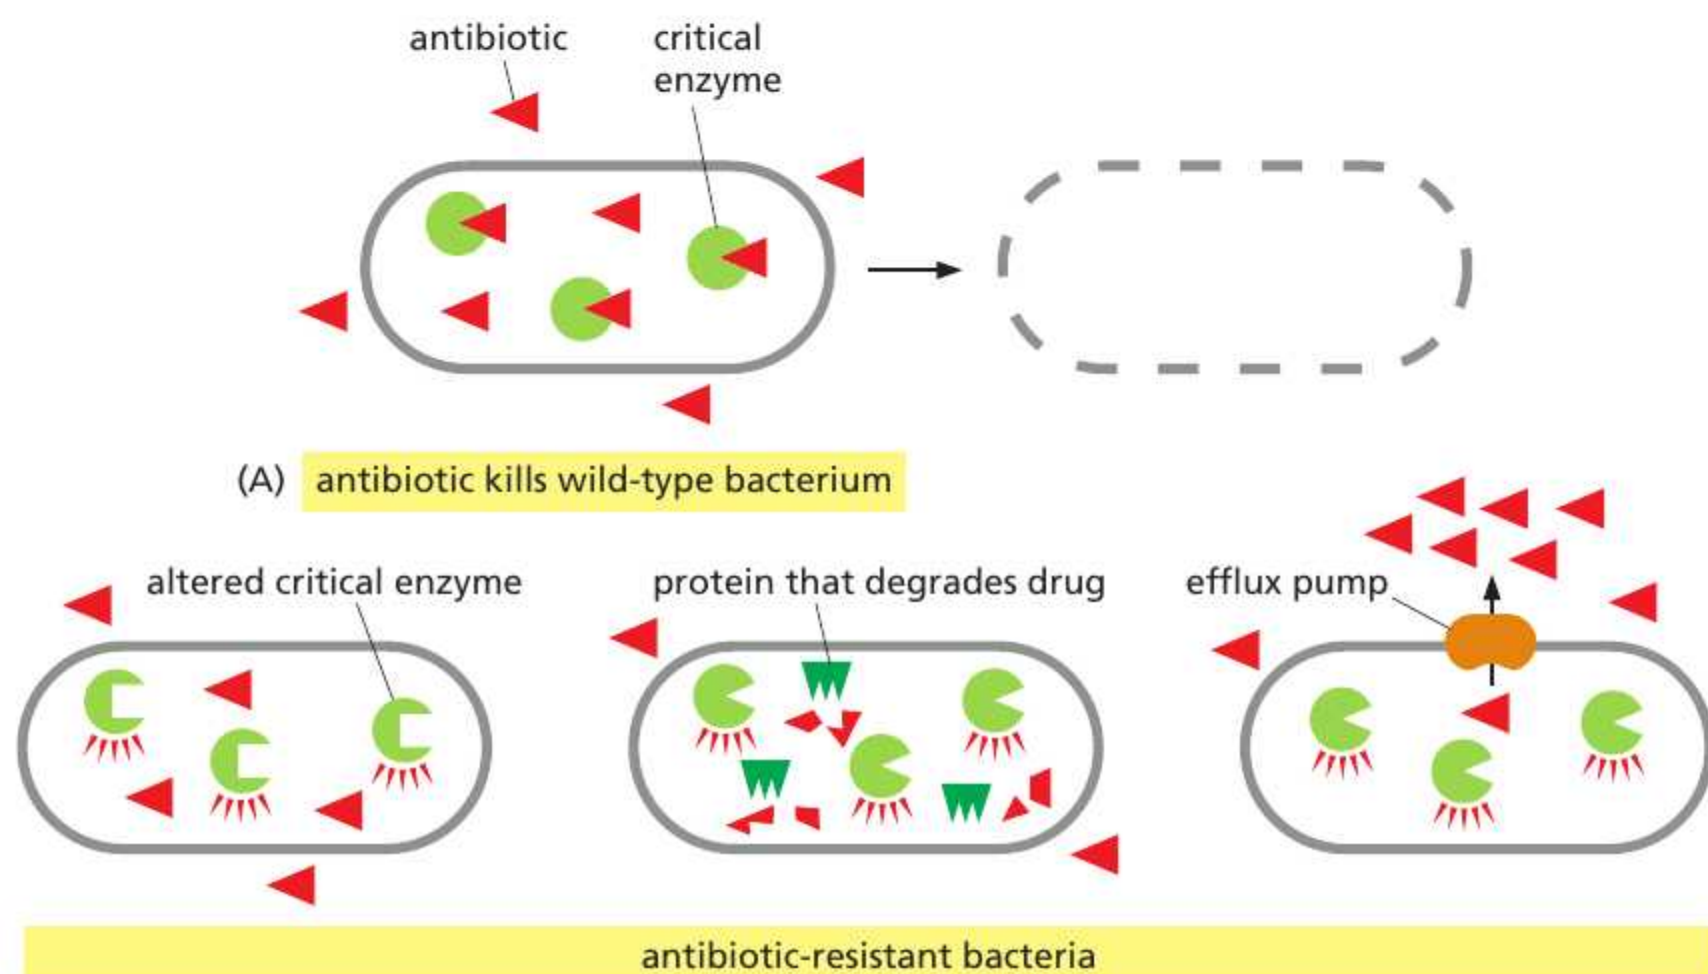 antibiotic
critical
enzyme
(A) antibiotic kills wild-type bacterium
altered critical enzyme
protein that degrades drug
efflux pump
antibiotic-resistant bacteria